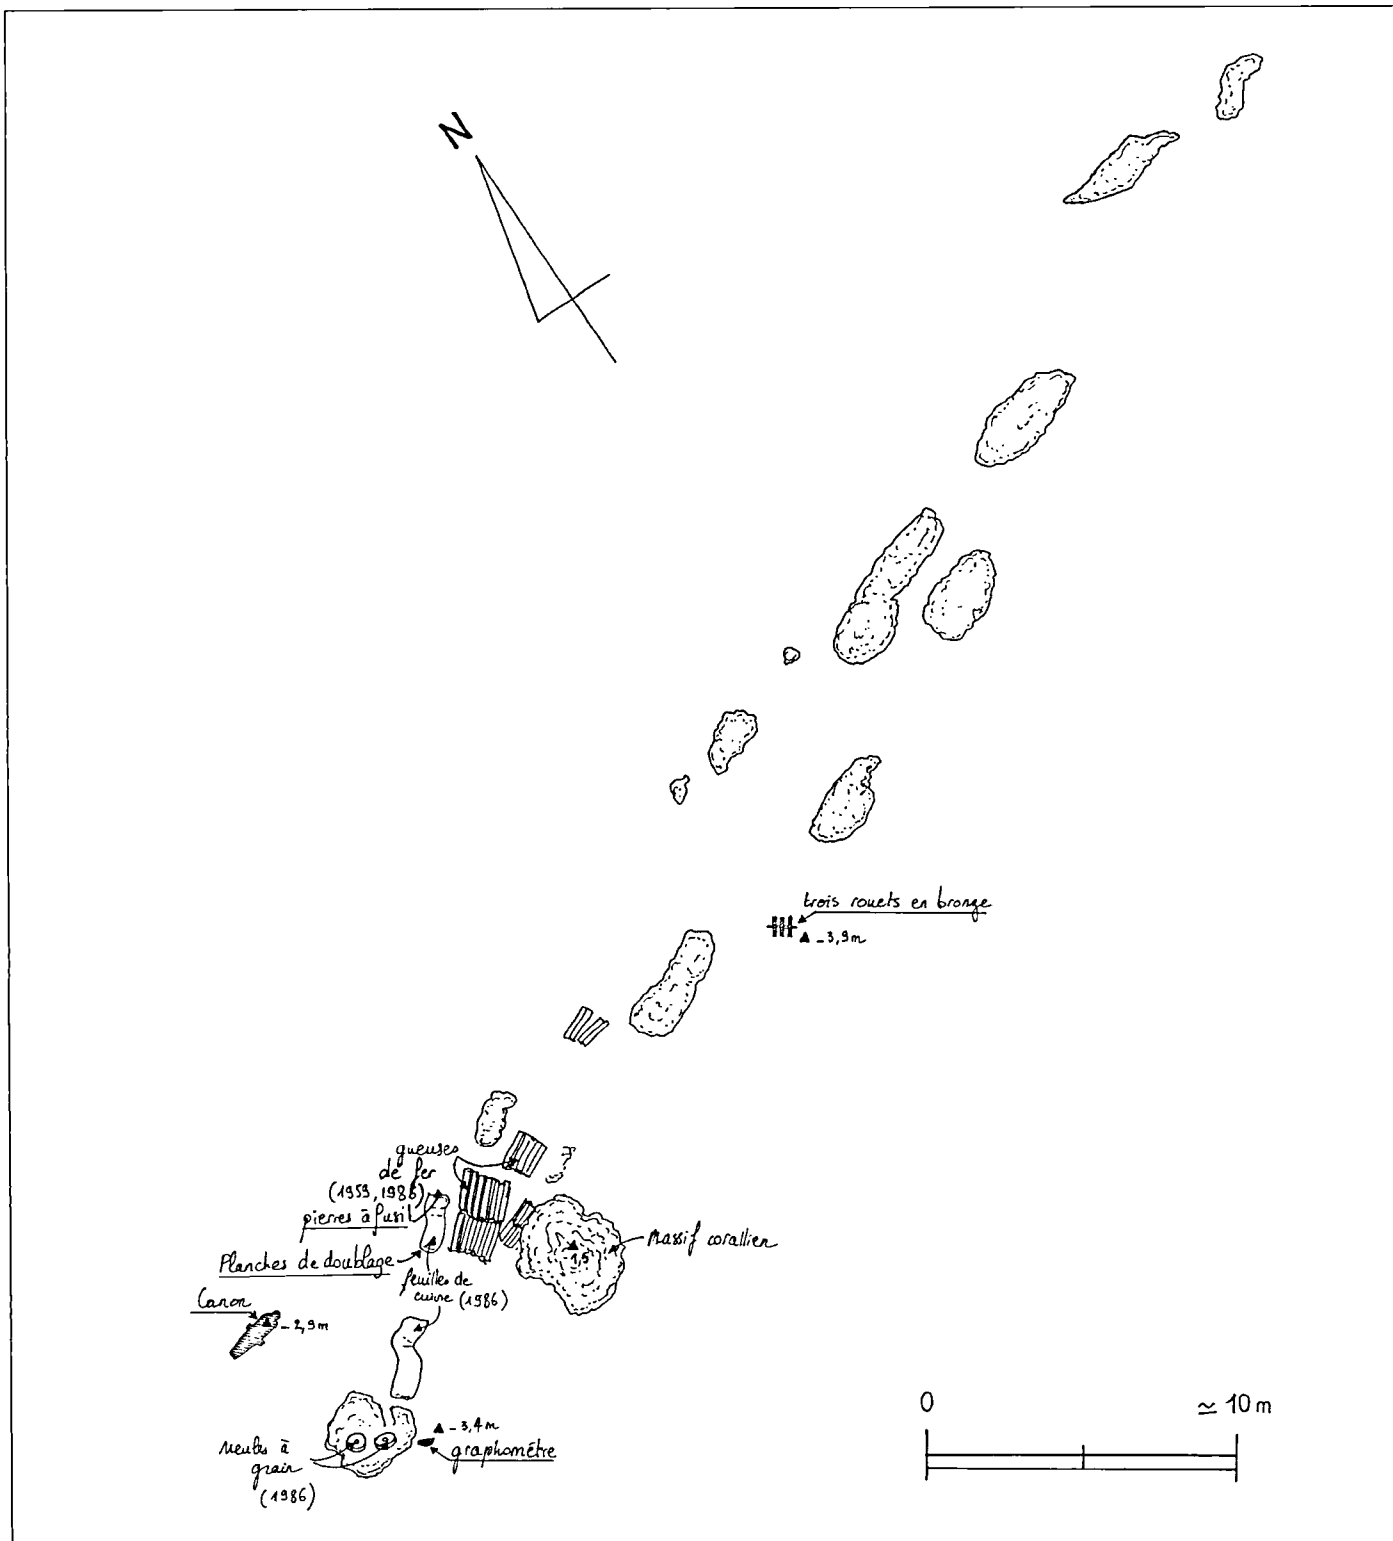 N
trois rouets en bronze
▲ - 3,9m
gueuses
de fer
(1959, 1986)
pierres à fusil
Planches de doublage
feuilles de
cuivre (1986)
Massif corallien
1,5
Canon
- 2,9m
▲ - 3,4m
graphomètre
Meules à
grain
(1986)
0
≃ 10m